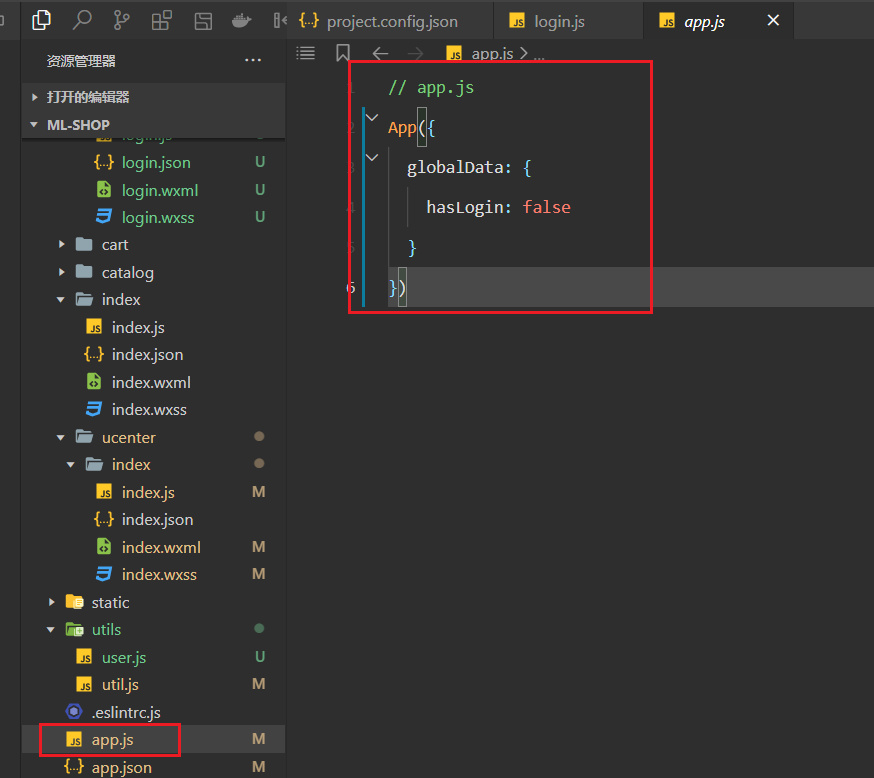 project.config.json
login.js
app.js
资源管理器
...
app.js > ...
打开的编辑器
ML-SHOP
login.js
login.json U
login.wxml U
login.wxss U
cart
catalog
index
index.js
index.json
index.wxml
index.wxss
ucenter
index
index.js M
index.json
index.wxml M
index.wxss M
static
utils
user.js U
util.js M
.eslintrc.js
app.js M
app.json M
1 // app.js
2 App({
3 globalData: {
4 hasLogin: false
5 }
6 })